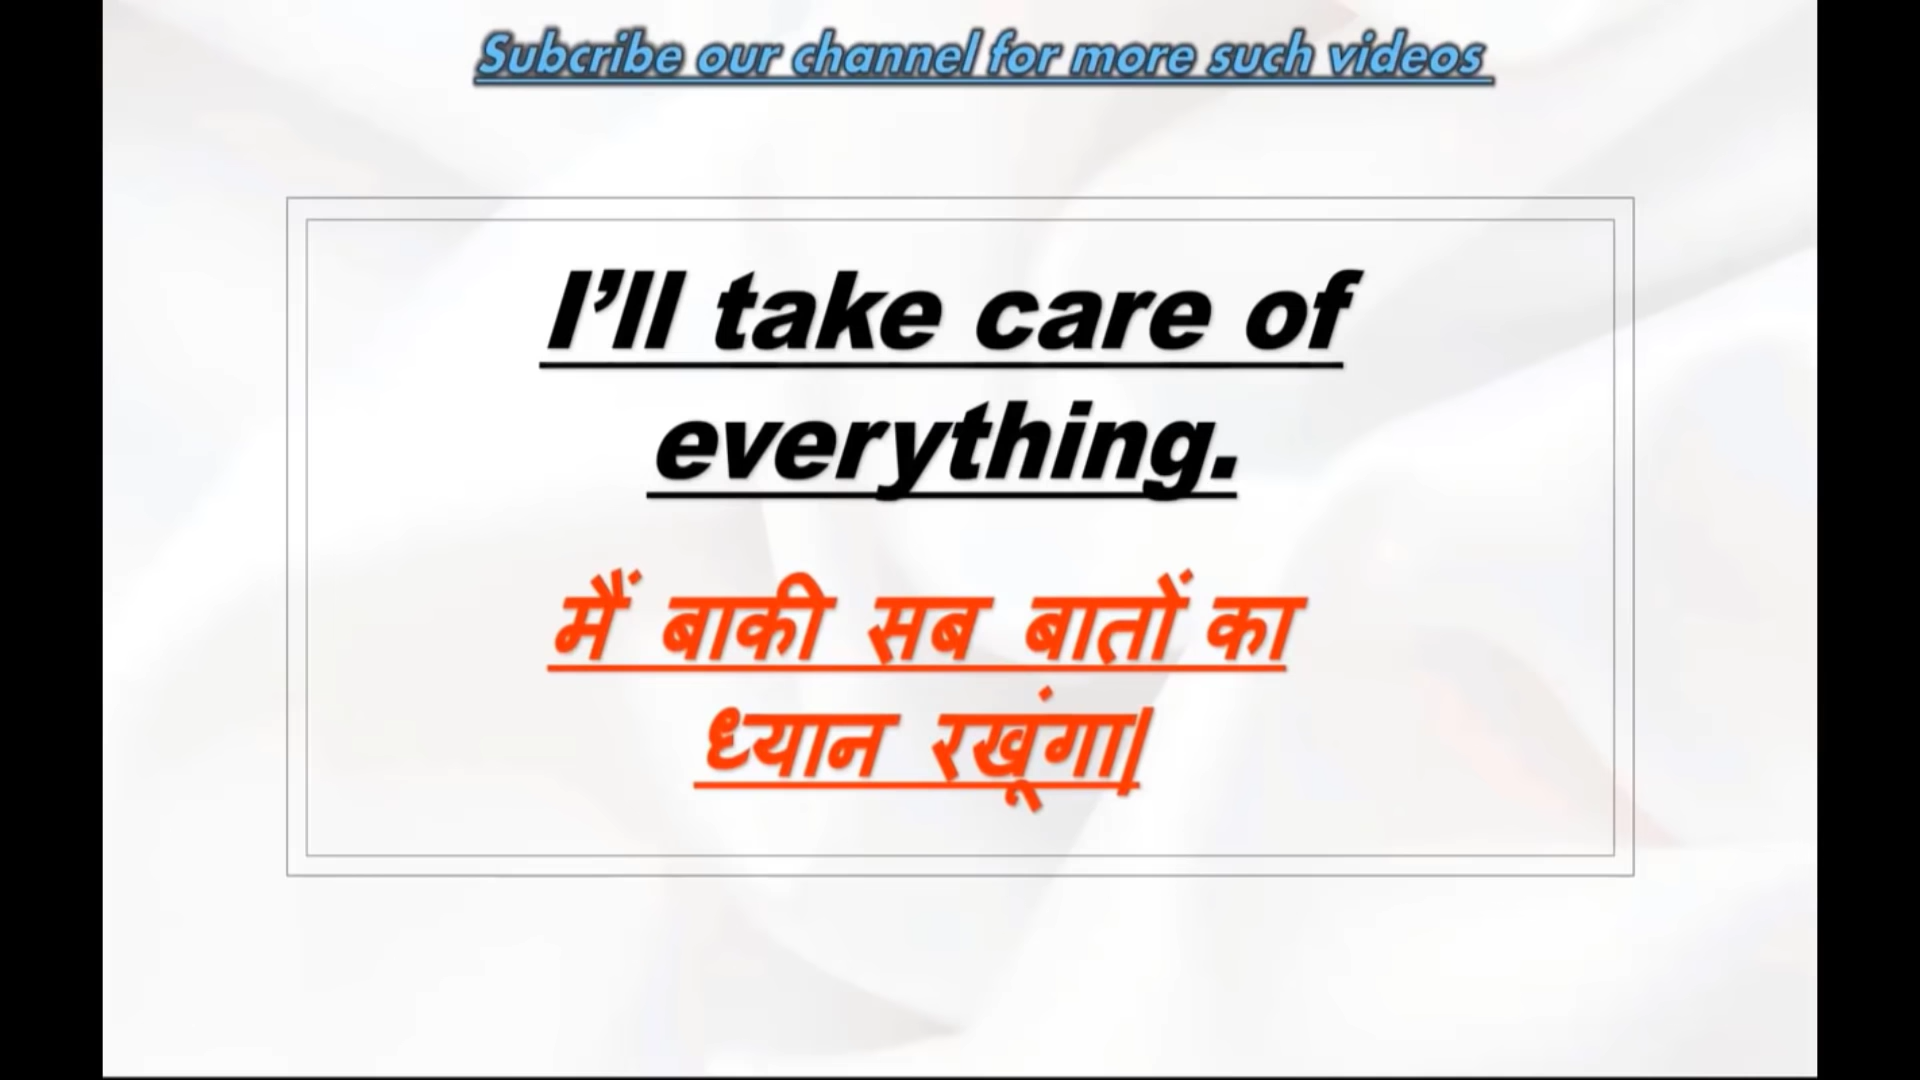 Subcribe our channel for more such videos
I’ll take care of
everything.
मैं बाकी सब बातों का
ध्यान रखूंगा|